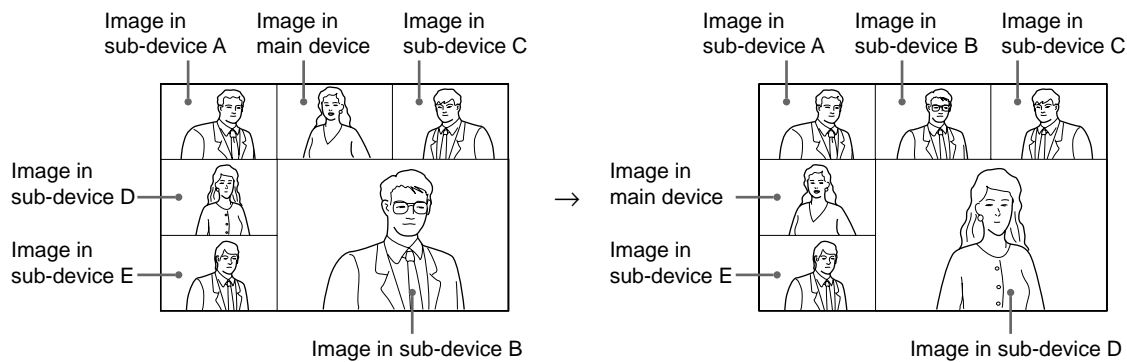 Image in
sub-device A
Image in
main device
Image in
sub-device C
Image in
sub-device D
Image in
sub-device E
Image in sub-device B
→
Image in
sub-device A
Image in
sub-device B
Image in
sub-device C
Image in
main device
Image in
sub-device E
Image in sub-device D